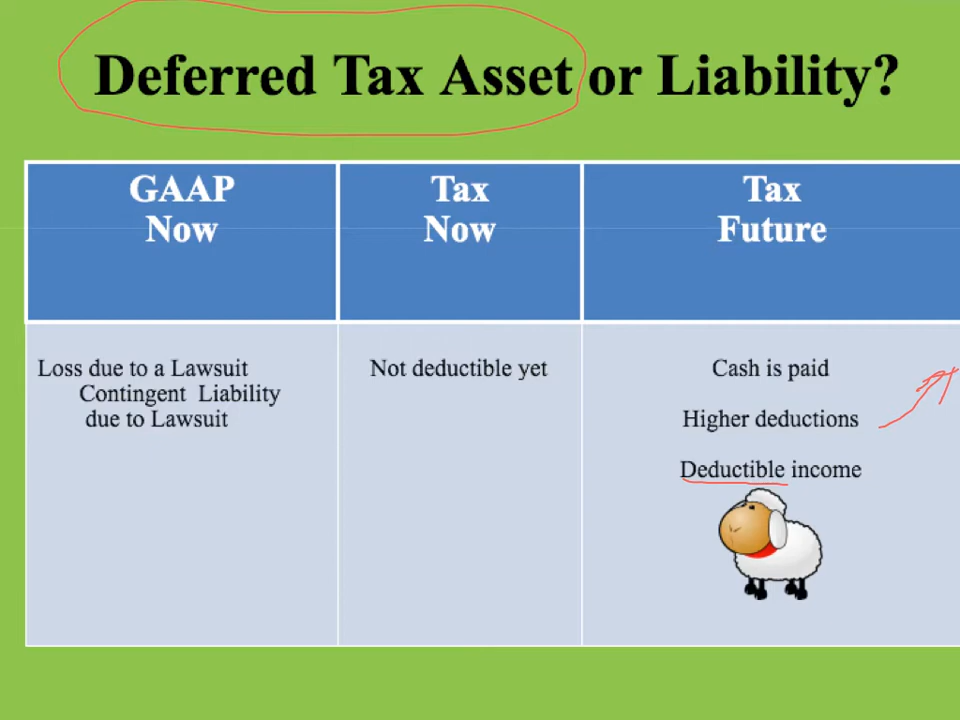 Deferred Tax Asset or Liability?
GAAP
Now
Tax
Now
Tax
Future
Loss due to a Lawsuit
Contingent Liability
due to Lawsuit
Not deductible yet
Cash is paid
Higher deductions
Deductible income